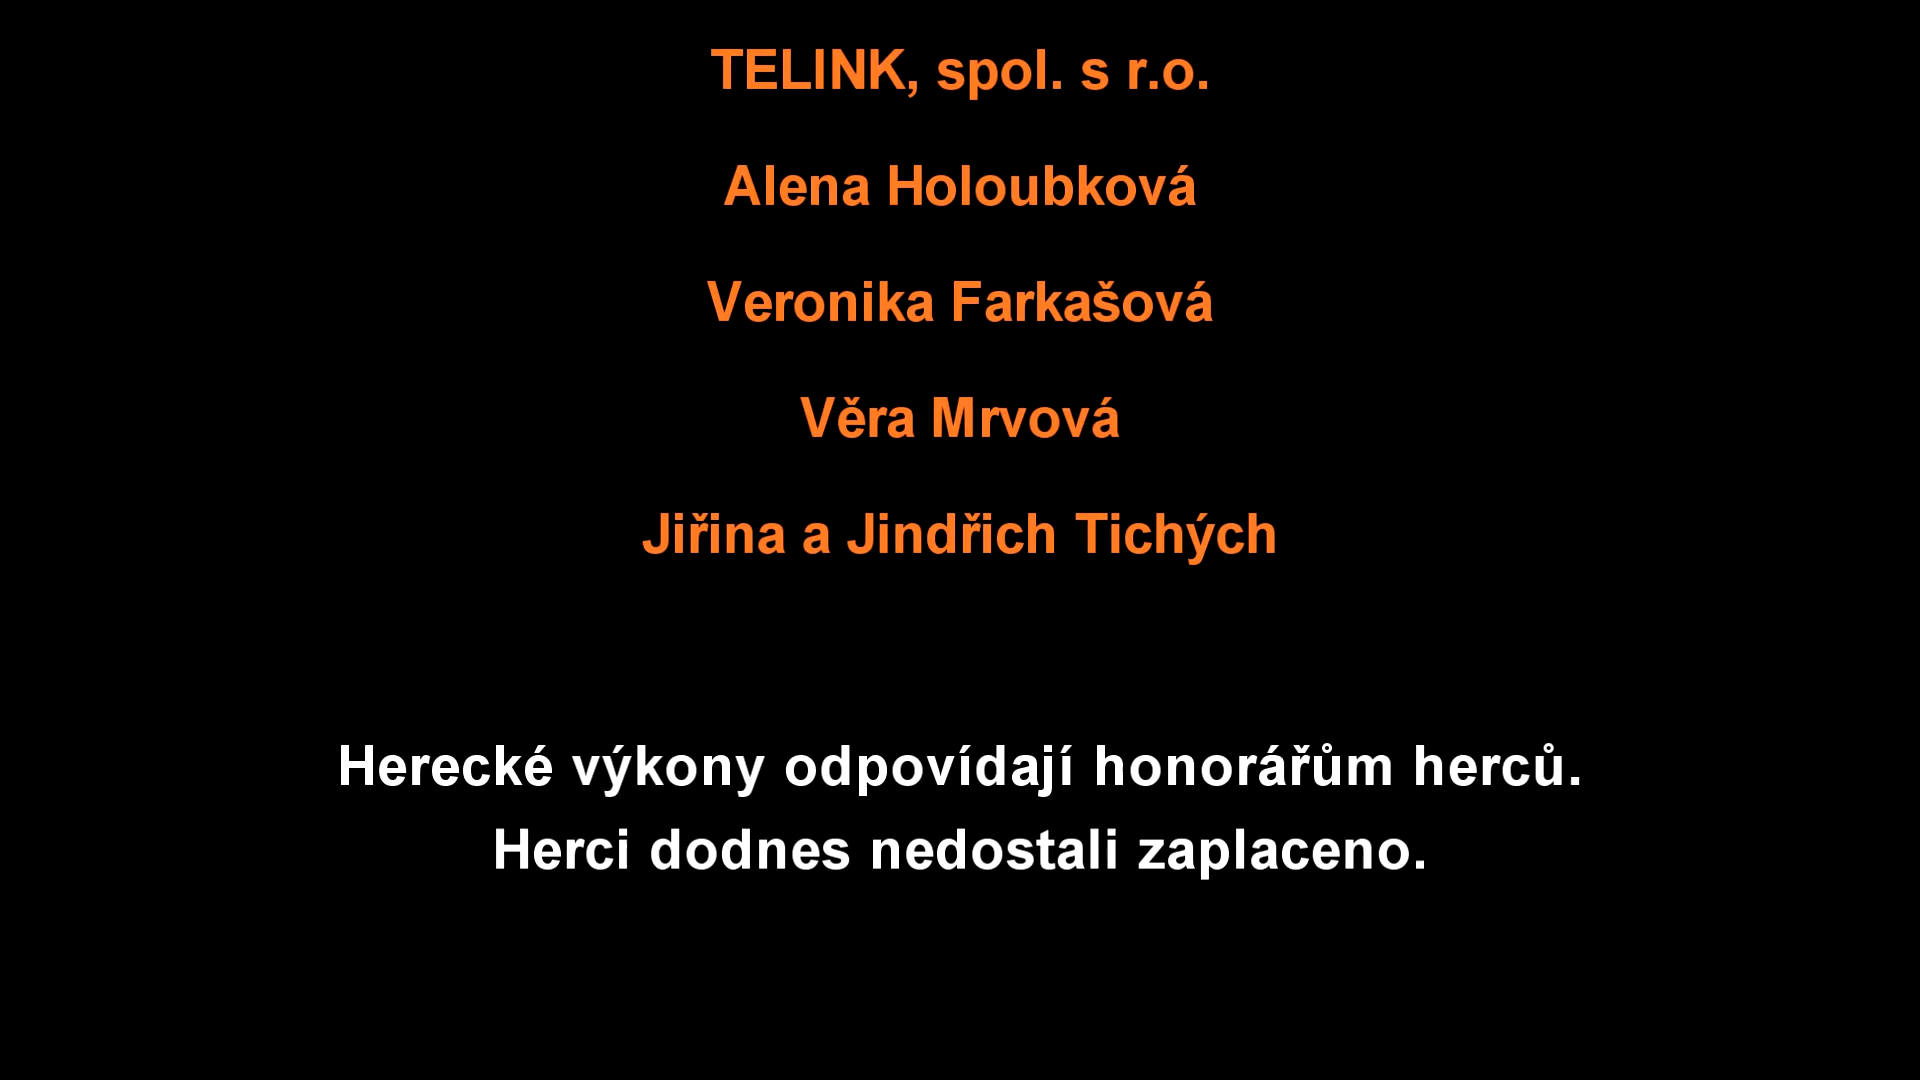 TELINK, spol. s r.o.
Alena Holoubková
Veronika Farkašová
Věra Mrvová
Jiřina a Jindřich Tichých
Herecké výkony odpovídají honorářům herců.
Herci dodnes nedostali zaplaceno.